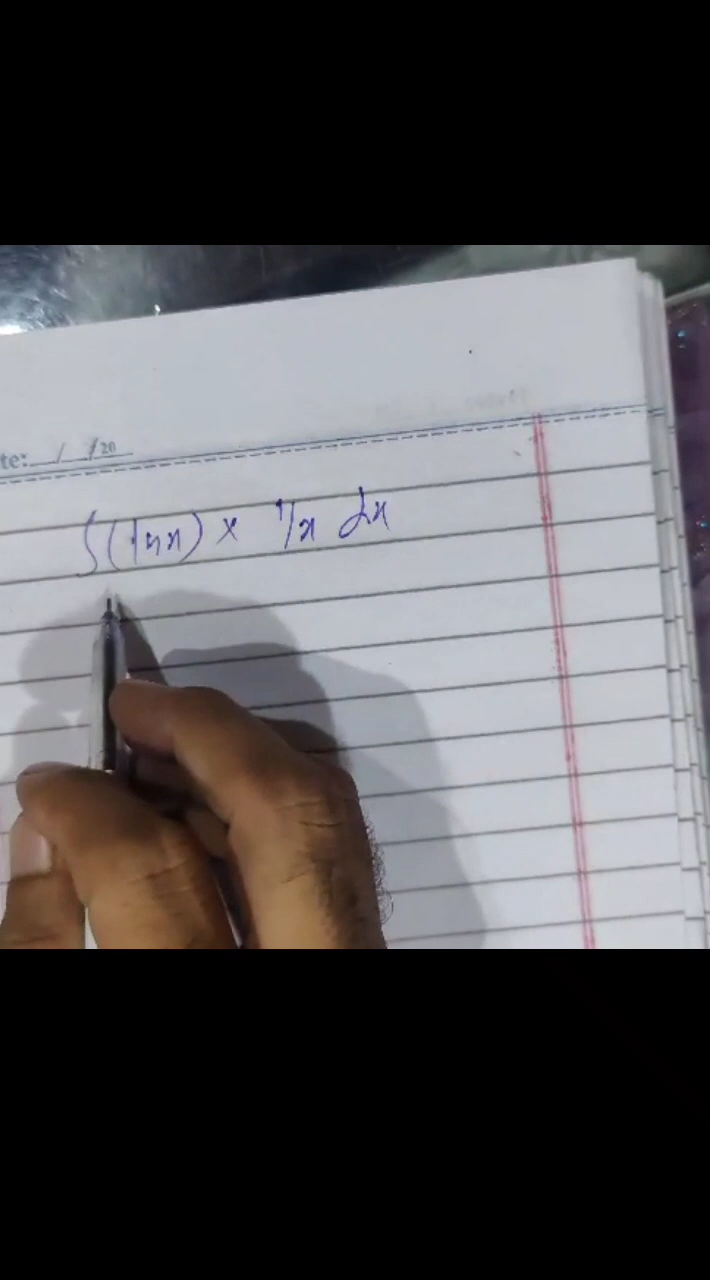 te: / /20
∫(lnx) × 1/x dx